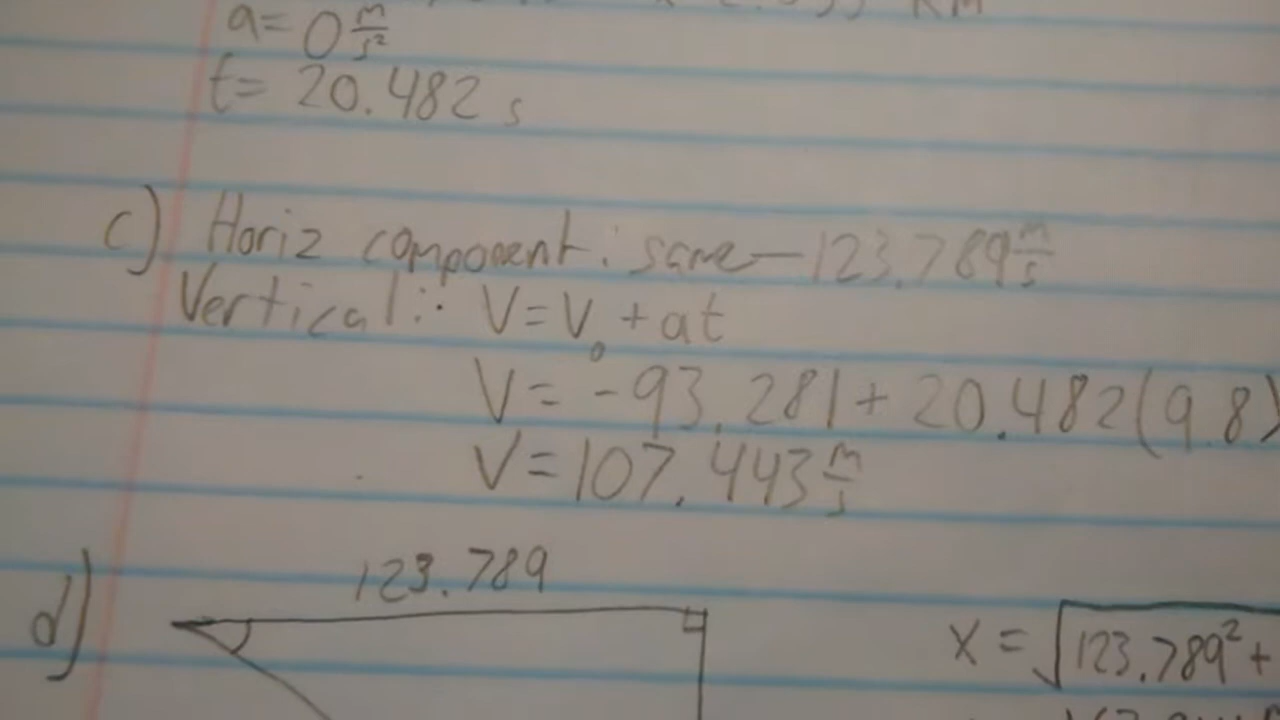 a= 0 m/s²
t= 20.482 s
c) Horiz component: same — 123.789 m/s
Vertical: V=V₀ + at
V= -93.281 + 20.482(9.8)
V= 107.443 m/s
d) 123.789
x = √123.789² +